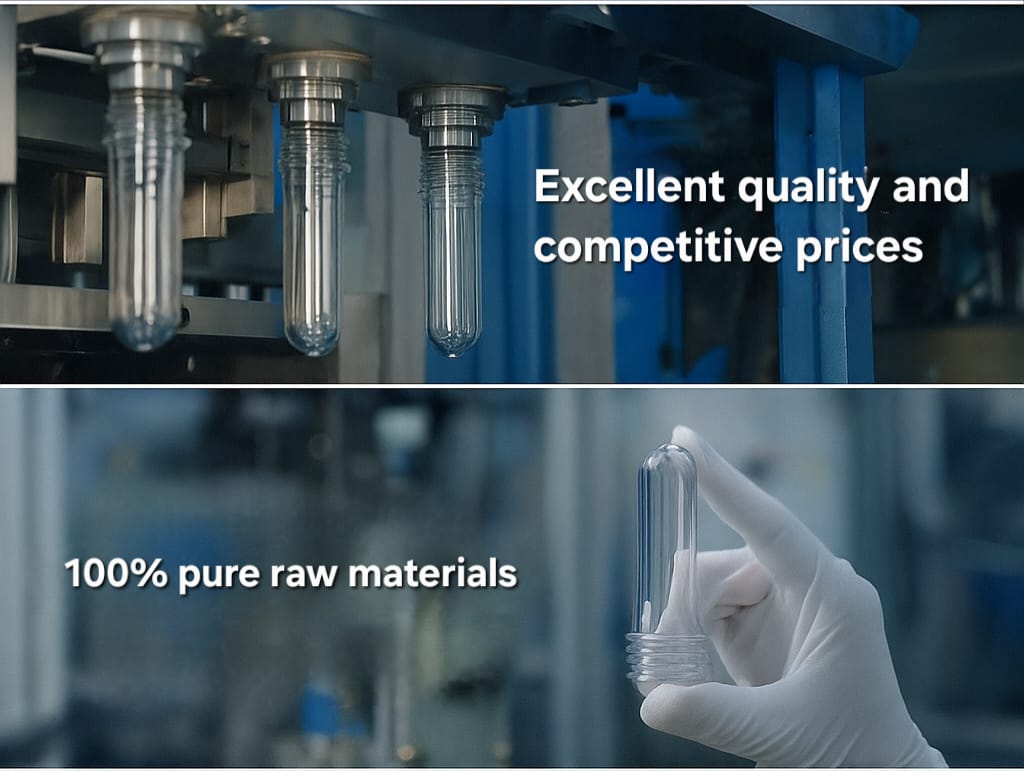 Excellent quality and
competitive prices
100% pure raw materials